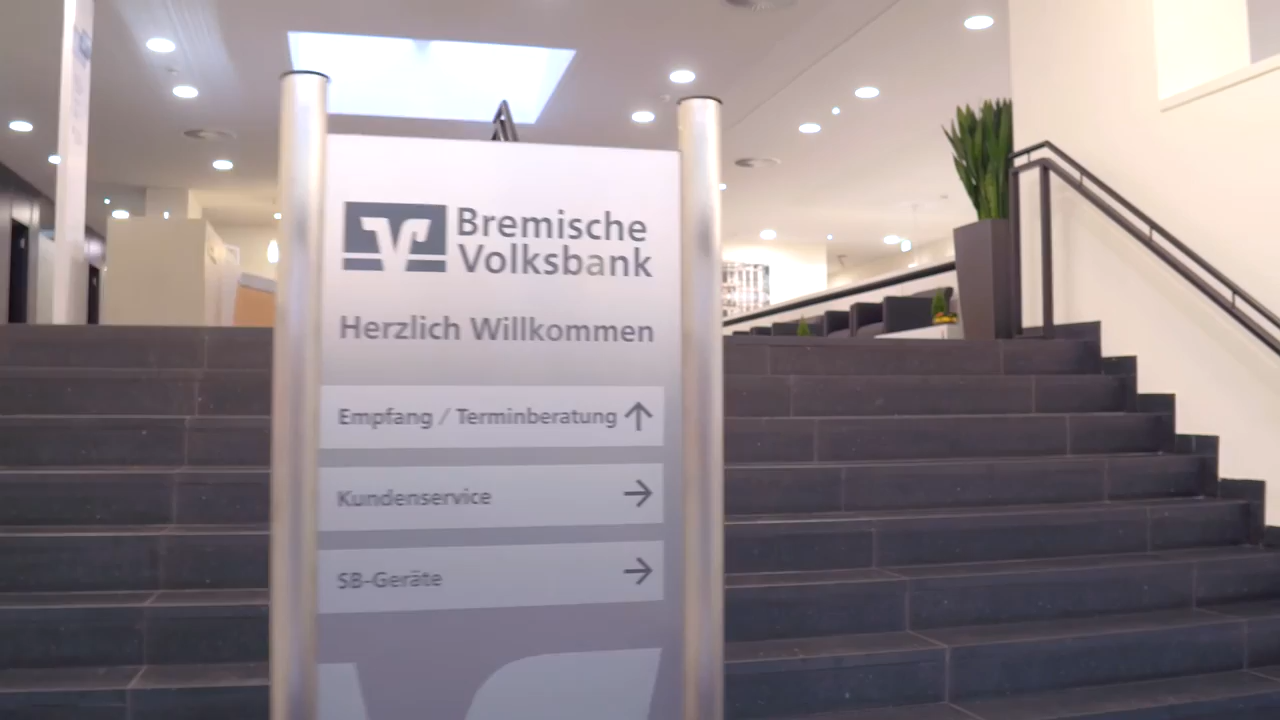 Bremische
Volksbank
Herzlich Willkommen
Empfang / Terminberatung ↑
Kundenservice →
SB-Geräte →